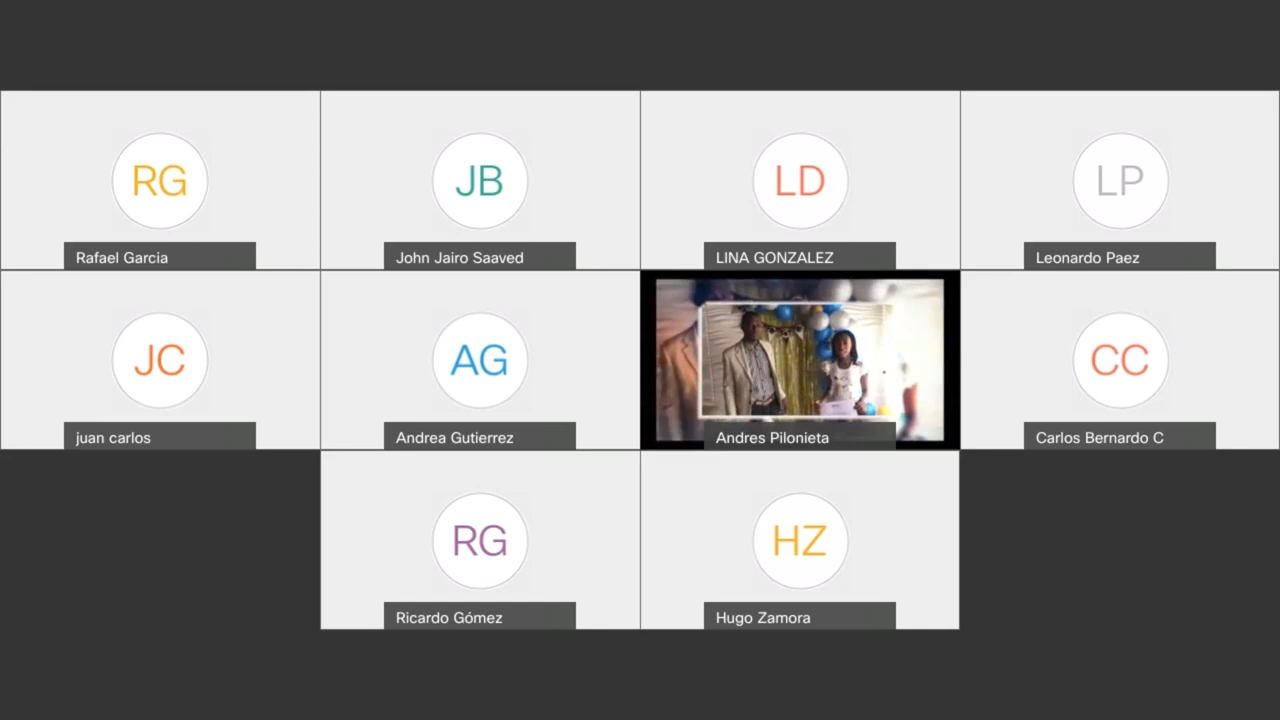 RG
JB
LD
LP
Rafael Garcia
John Jairo Saaved
LINA GONZALEZ
Leonardo Paez
JC
AG
CC
juan carlos
Andrea Gutierrez
Andres Pilonieta
Carlos Bernardo C
RG
HZ
Ricardo Gómez
Hugo Zamora